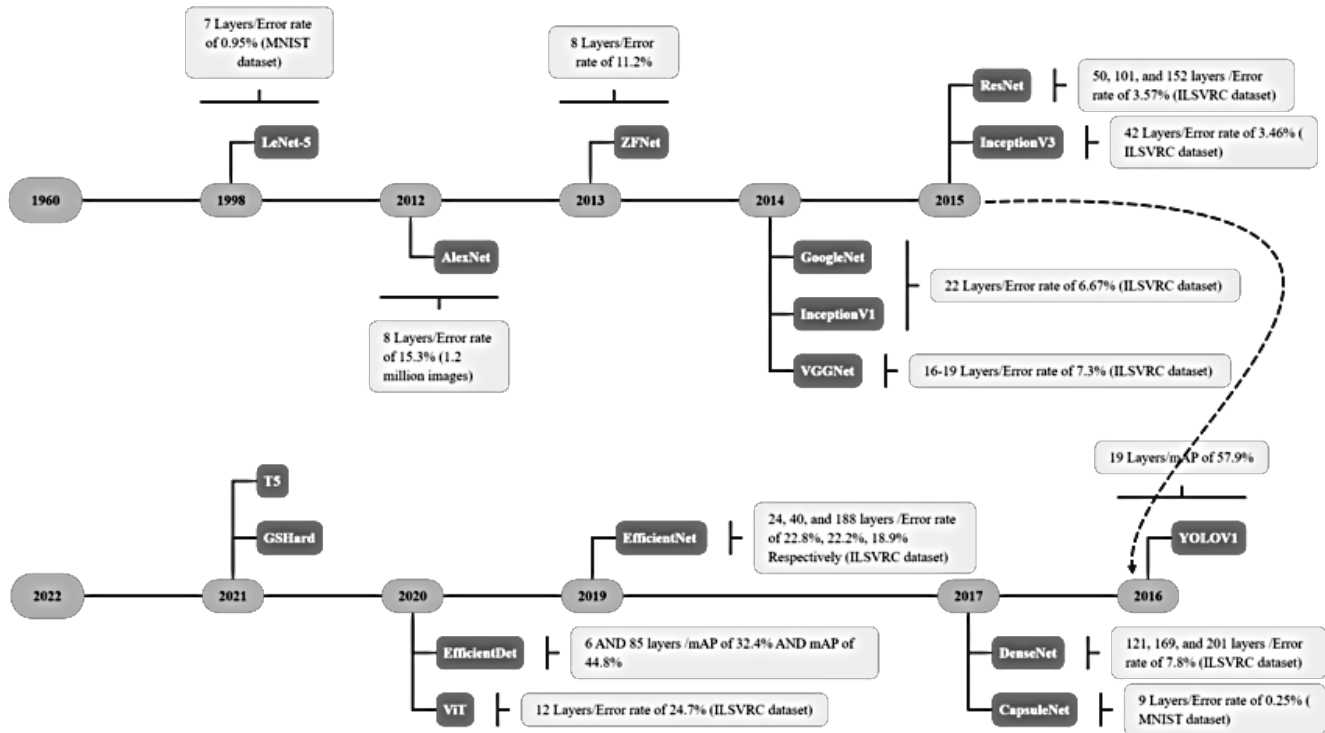 7 Layers/Error rate
of 0.95% (MNIST
dataset)
8 Layers/Error
rate of 11.2%
ResNet
50, 101, and 152 layers /Error
rate of 3.57% (ILSVRC dataset)
LeNet-5
ZFNet
InceptionV3
42 Layers/Error rate of 3.46% (
ILSVRC dataset)
1960
1998
2012
2013
2014
2015
AlexNet
GoogleNet
22 Layers/Error rate of 6.67% (ILSVRC dataset)
InceptionV1
8 Layers/Error rate
of 15.3% (1.2
million images)
VGGNet
16-19 Layers/Error rate of 7.3% (ILSVRC dataset)
19 Layers/mAP of 57.9%
T5
GSHard
EfficientNet
24, 40, and 188 layers /Error rate
of 22.8%, 22.2%, 18.9%
Respectively (ILSVRC dataset)
YOLOV1
2022
2021
2020
2019
2017
2016
EfficientDet
6 AND 85 layers /mAP of 32.4% AND mAP of
44.8%
DenseNet
121, 169, and 201 layers /Error
rate of 7.8% (ILSVRC dataset)
ViT
12 Layers/Error rate of 24.7% (ILSVRC dataset)
CapsuleNet
9 Layers/Error rate of 0.25% (
MNIST dataset)